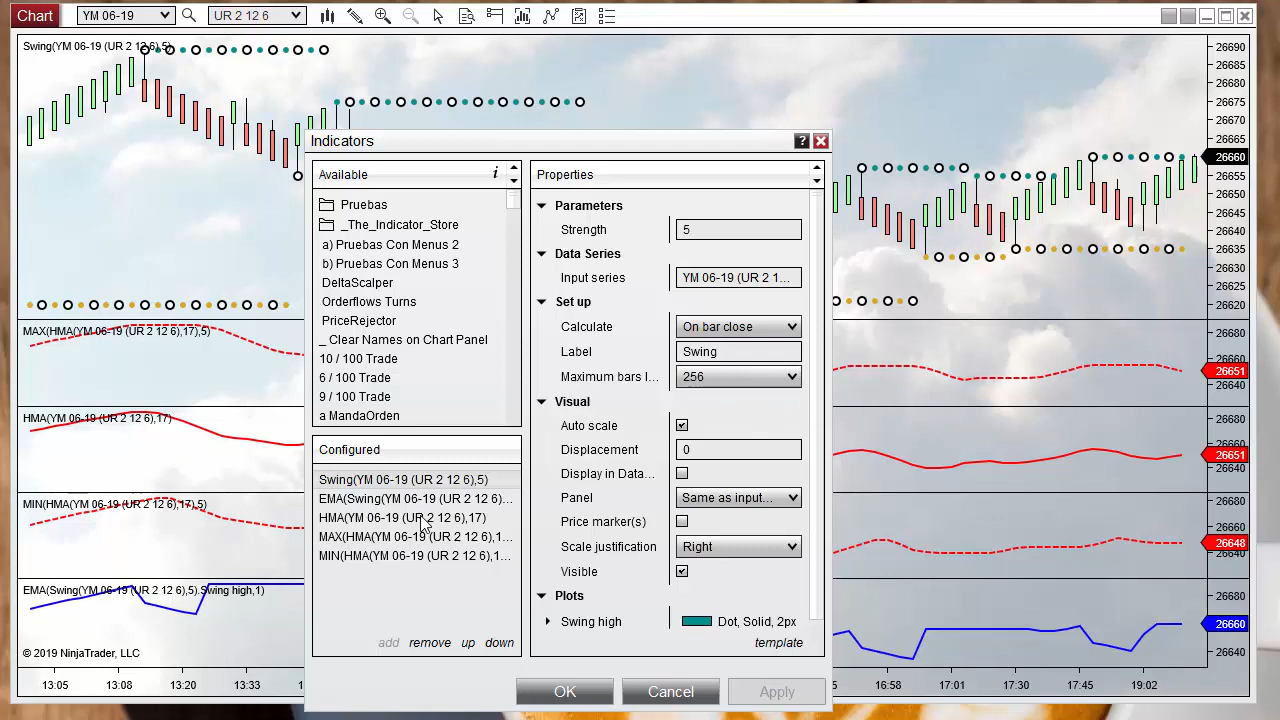 Chart
YM 06-19
UR 2 12 6
Swing(YM 06-19 (UR 2 12 6),5)
26690
26685
26680
26675
26670
26665
26660
26655
26650
26645
26640
26635
26630
26625
26620
MAX(HMA(YM 06-19 (UR 2 12 6),17),5)
26680
26660
26651
26640
HMA(YM 06-19 (UR 2 12 6),17)
26680
26660
26651
26640
MIN(HMA(YM 06-19 (UR 2 12 6),17),5)
26680
26660
26648
26640
EMA(Swing(YM 06-19 (UR 2 12 6),5).Swing high,1)
26680
26660
26640
© 2019 NinjaTrader, LLC
13:05
13:08
13:20
13:33
16:58
17:01
17:30
17:45
19:02
Indicators
?
Available
i
Pruebas
_The_Indicator_Store
a) Pruebas Con Menus 2
b) Pruebas Con Menus 3
DeltaScalper
Orderflows Turns
PriceRejector
_ Clear Names on Chart Panel
10 / 100 Trade
6 / 100 Trade
9 / 100 Trade
a MandaOrden
Configured
Swing(YM 06-19 (UR 2 12 6),5)
EMA(Swing(YM 06-19 (UR 2 12 6)...
HMA(YM 06-19 (UR 2 12 6),17)
MAX(HMA(YM 06-19 (UR 2 12 6),1...
MIN(HMA(YM 06-19 (UR 2 12 6),1...
add remove up down
Properties
Parameters
Strength 5
Data Series
Input series YM 06-19 (UR 2 1...
Set up
Calculate On bar close
Label Swing
Maximum bars l... 256
Visual
Auto scale
Displacement 0
Display in Data...
Panel Same as input...
Price marker(s)
Scale justification Right
Visible
Plots
Swing high Dot, Solid, 2px
template
OK Cancel Apply